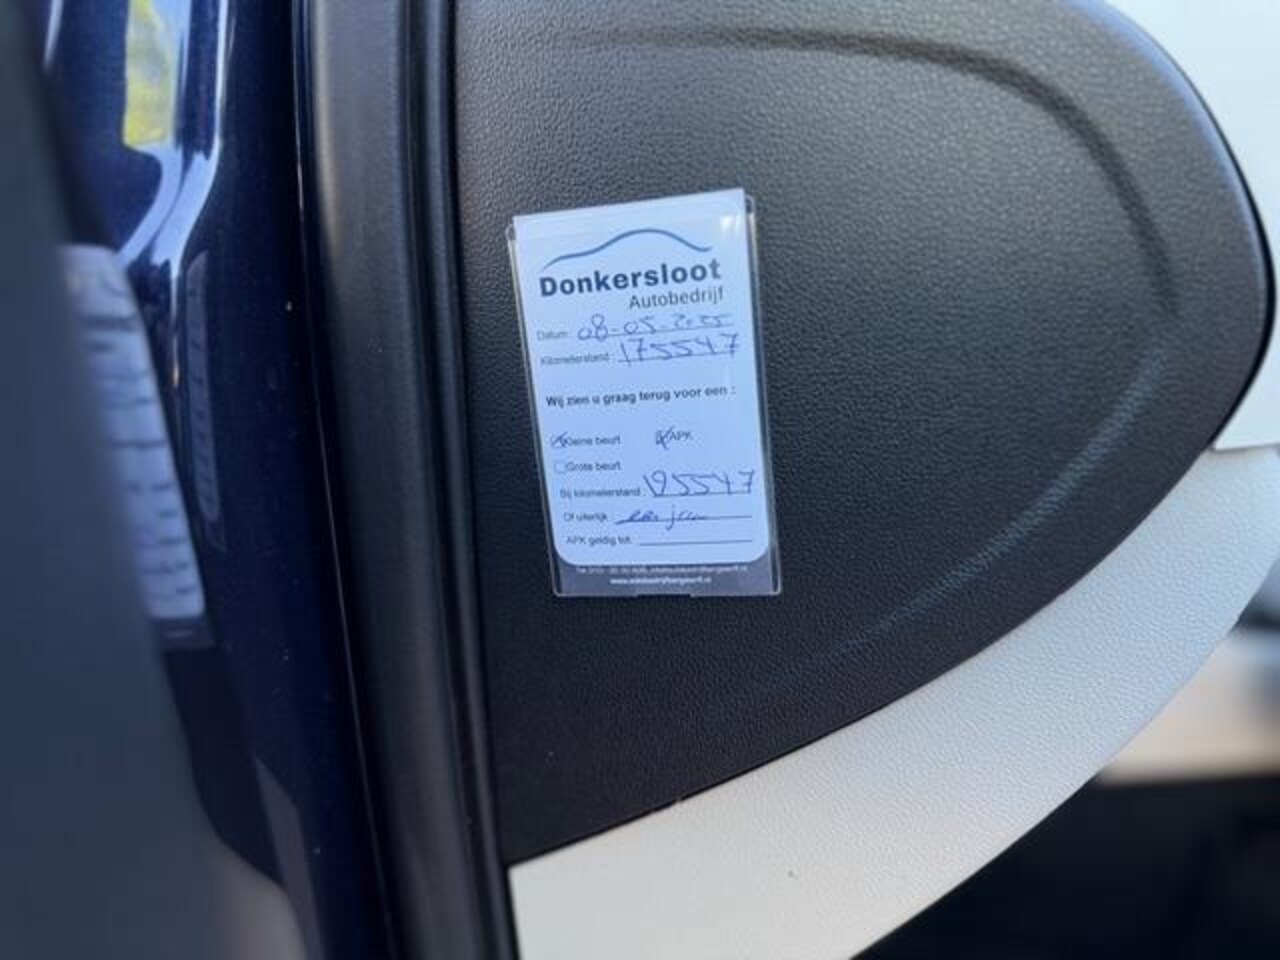 Donkersloot
Autobedrijf
Datum: 08-05-2025
Kilometerstand: 175547
Wij zien u graag terug voor een :
Kleine beurt APK
Grote beurt
Bij kilometerstand: 195547
Of uiterlijk: jaar
APK geldig tot: